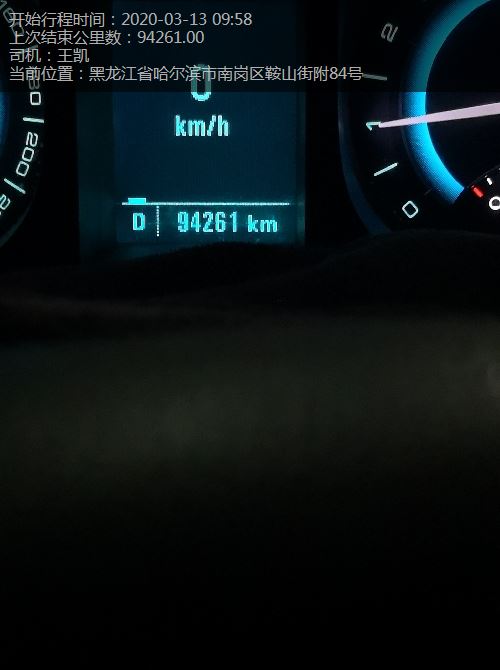 开始行程时间：2020-03-13 09:58
上次结束公里数：94261.00
司机：王凯
当前位置：黑龙江省哈尔滨市南岗区鞍山街附84号
0
km/h
D 94261 km
200
2
1
0